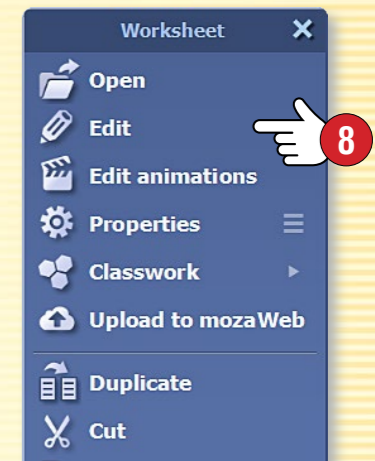 Worksheet
Open
Edit
8
Edit animations
Properties
Classwork
Upload to mozaWeb
Duplicate
Cut